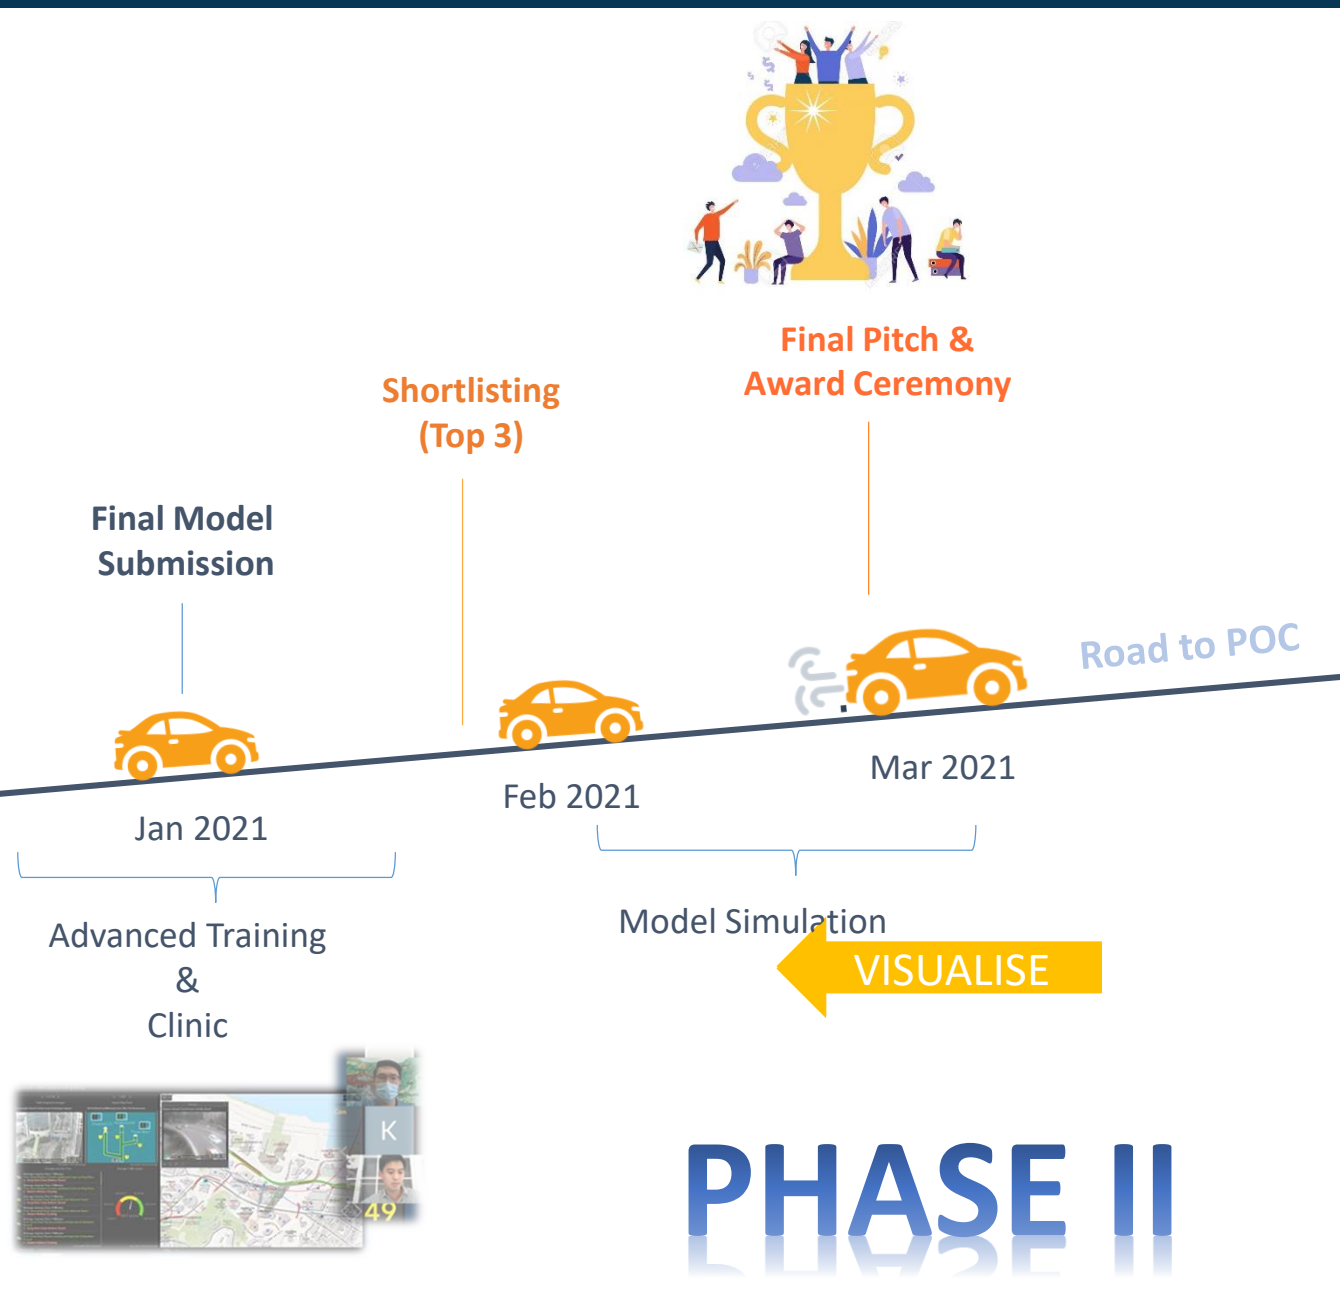 Final Pitch &
Award Ceremony
Shortlisting
(Top 3)
Final Model
Submission
Road to POC
Jan 2021
Feb 2021
Mar 2021
Advanced Training
&
Clinic
Model Simulation
VISUALISE
K
49
PHASE II